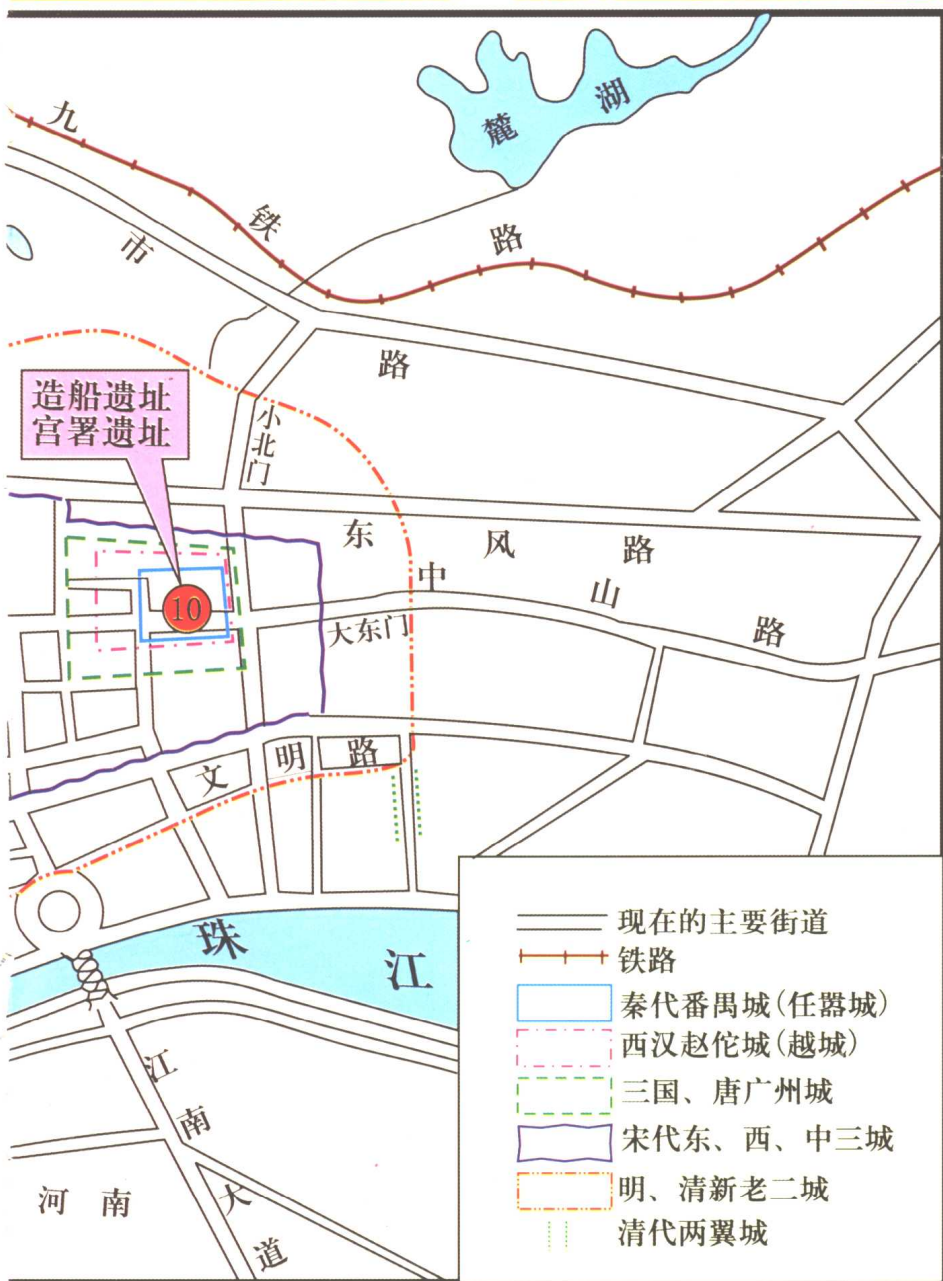 麓湖
九
铁
路
市
路
造船遗址
宫署遗址
小北门
10
东风路
中山路
大东门
文明路
珠江
江南大道
河南
现在的主要街道
铁路
秦代番禺城(任嚣城)
西汉赵佗城(越城)
三国、唐广州城
宋代东、西、中三城
明、清新老二城
清代两翼城